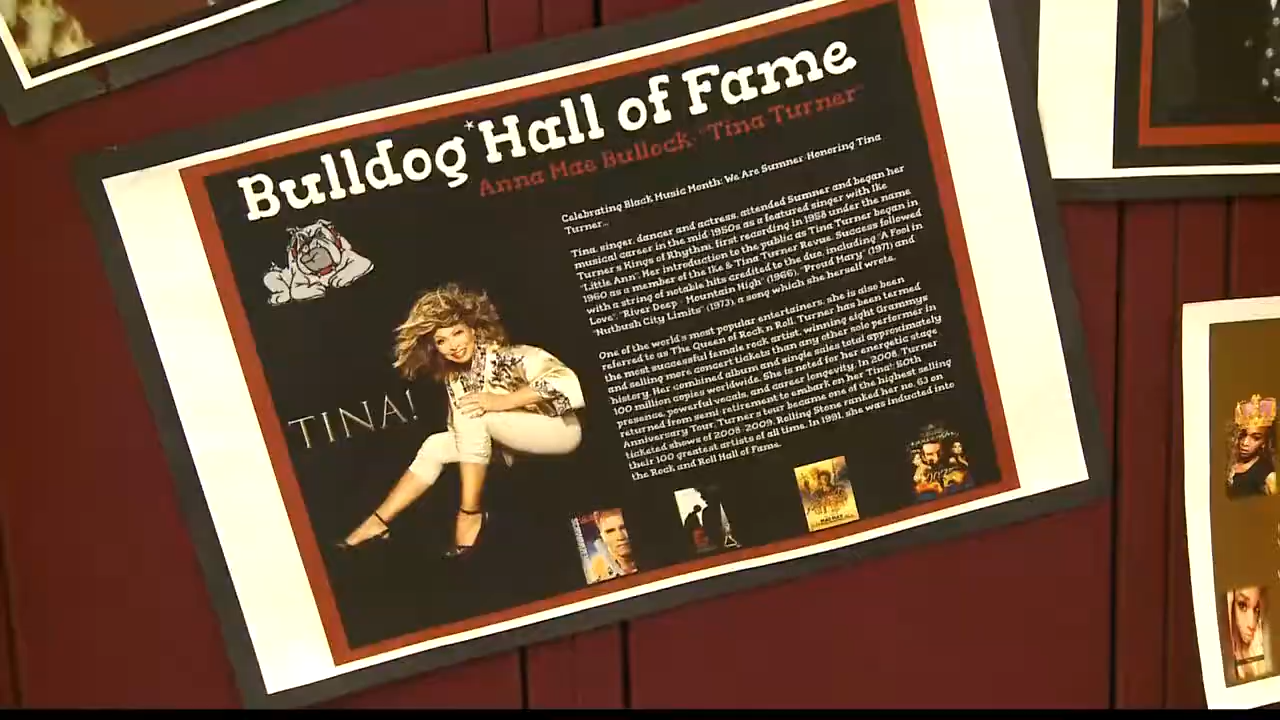 Bulldog*Hall of Fame
Anna Mae Bullock "Tina Turner"
Celebrating Black Music Month: We Are Sumner Honoring Tina
Turner...
Tina, singer, dancer and actress, attended Sumner and began her
musical career in the mid 1950s as a featured singer with Ike
Turner's Kings of Rhythm, first recording in 1958 under the name
"Little Ann". Her introduction to the public as Tina Turner began in
1960 as a member of the Ike & Tina Turner Revue. Success followed
with a string of notable hits credited to the duo, including "A Fool in
Love", "River Deep - Mountain High" (1966), "Proud Mary" (1971) and
"Nutbush City Limits" (1973), a song which she herself wrote.
One of the world's most popular entertainers, she is also been
referred to as The Queen of Rock n Roll. Turner has been termed
the most successful female rock artist, winning eight Grammys
and selling more concert tickets than any other solo performer in
history. Her combined album and single sales total approximately
100 million copies worldwide. She is noted for her energetic stage
presence, powerful vocals, and career longevity. In 2008, Turner
returned from semi-retirement to embark on her Tina!: 50th
Anniversary Tour. Turner's tour became one of the highest selling
ticketed shows of 2008-2009. Rolling Stone ranked her no. 63 on
their 100 greatest artists of all time. In 1991, she was inducted into
the Rock and Roll Hall of Fame.
TINA!